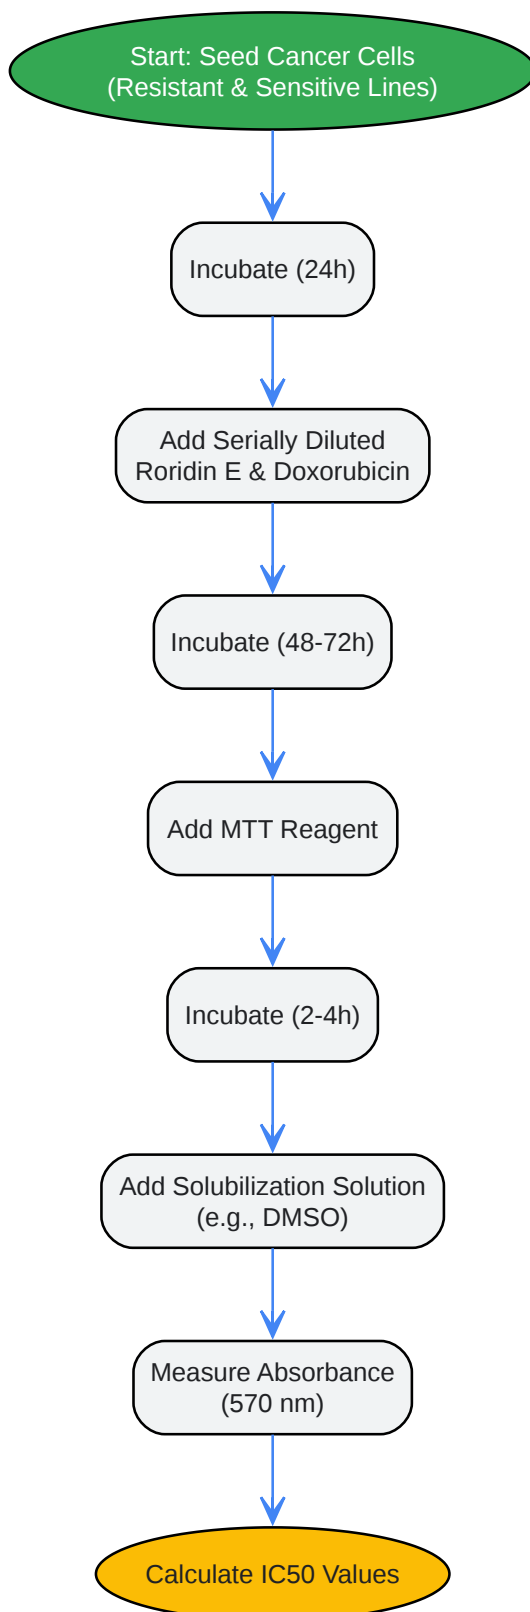 Start: Seed Cancer Cells
(Resistant & Sensitive Lines)
Incubate (24h)
Add Serially Diluted
Roridin E & Doxorubicin
Incubate (48-72h)
Add MTT Reagent
Incubate (2-4h)
Add Solubilization Solution
(e.g., DMSO)
Measure Absorbance
(570 nm)
Calculate IC50 Values